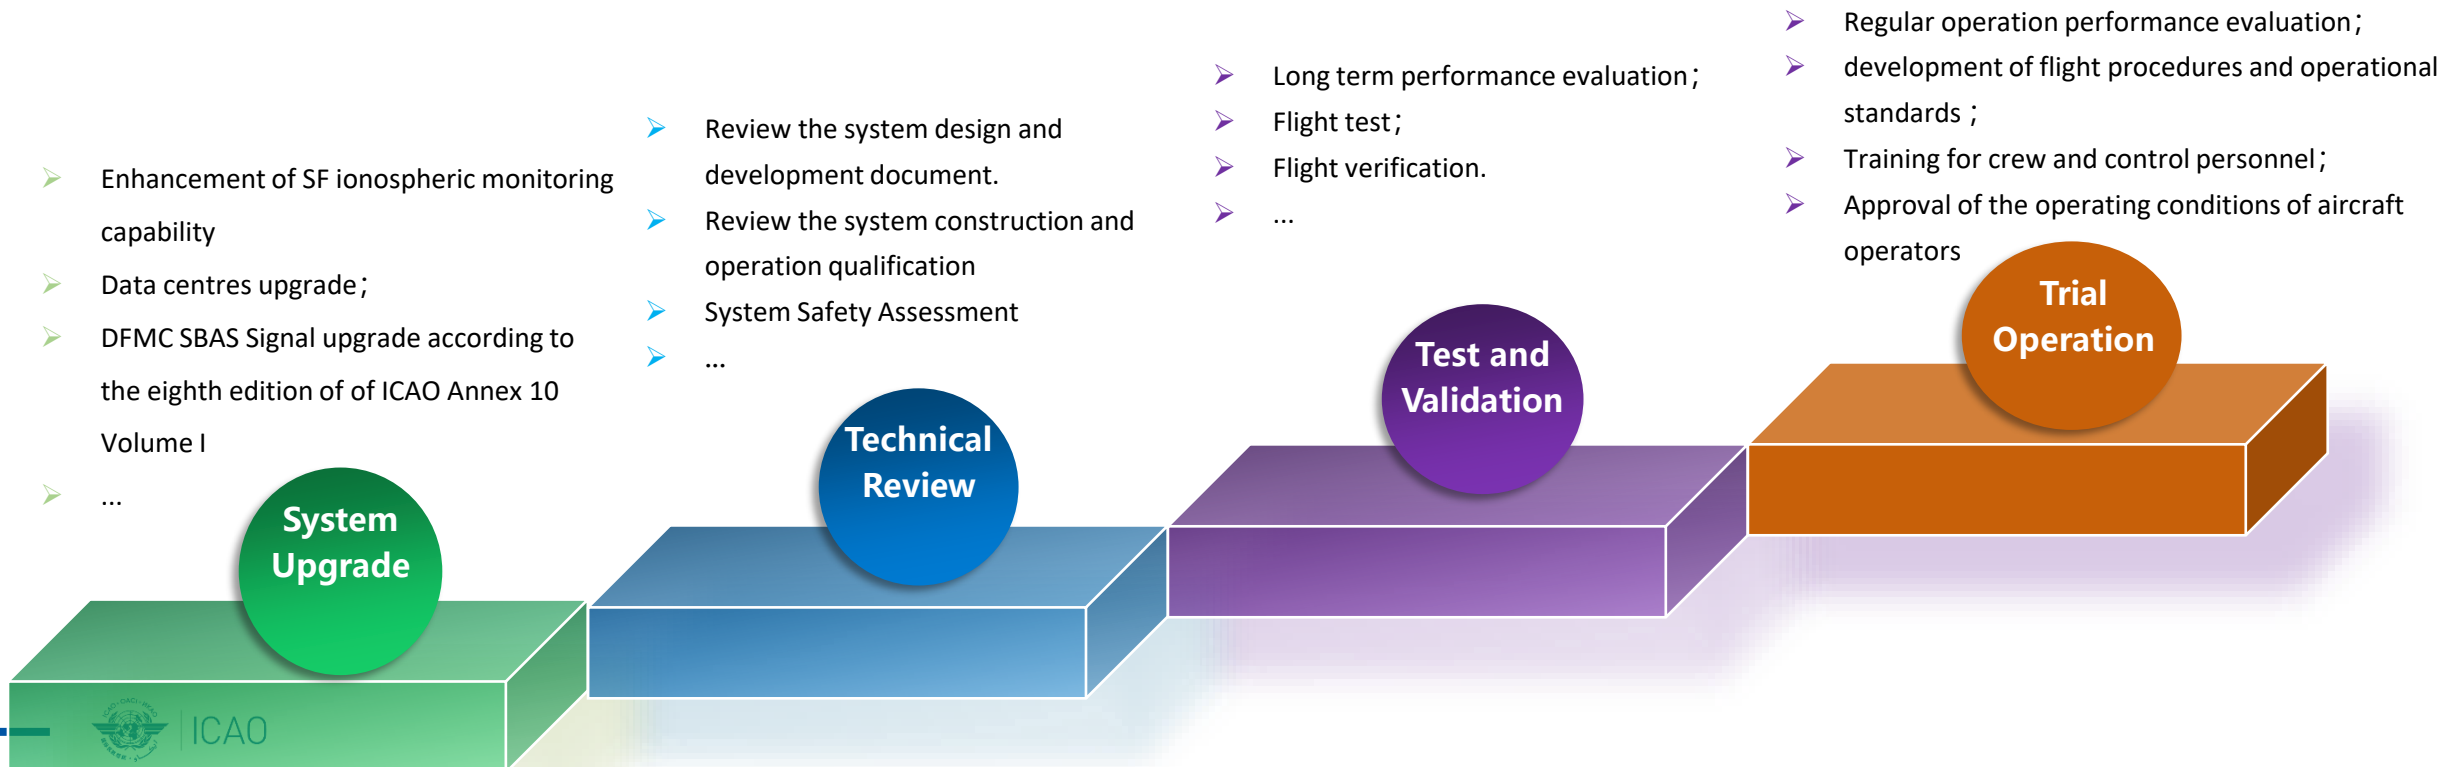 Enhancement of SF ionospheric monitoring
capability
Data centres upgrade；
DFMC SBAS Signal upgrade according to
the eighth edition of of ICAO Annex 10
Volume I
...
System
Upgrade
Review the system design and
development document.
Review the system construction and
operation qualification
System Safety Assessment
...
Technical
Review
Long term performance evaluation；
Flight test；
Flight verification.
...
Test and
Validation
Regular operation performance evaluation；
development of flight procedures and operational
standards；
Training for crew and control personnel；
Approval of the operating conditions of aircraft
operators
Trial
Operation
ICAO